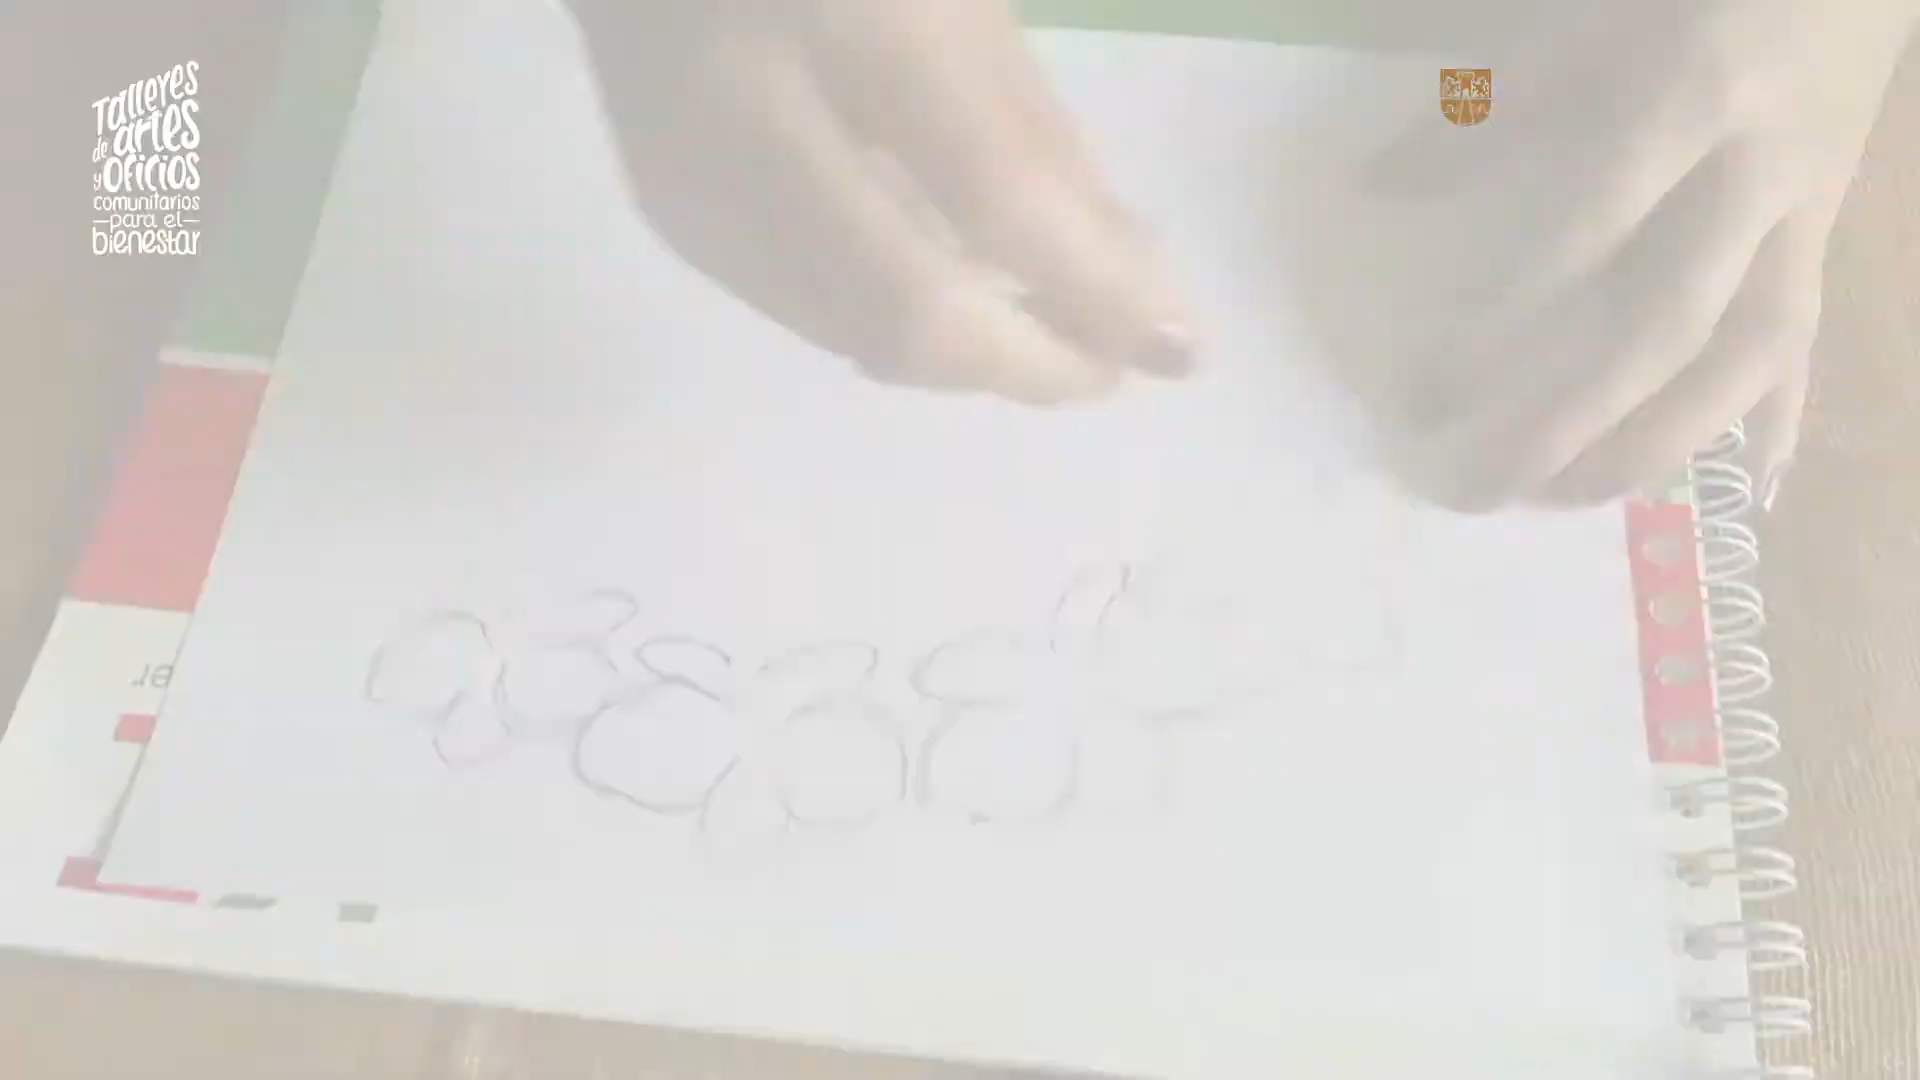 Talleres
de artes
y oficios
comunitarios
para el
bienestar